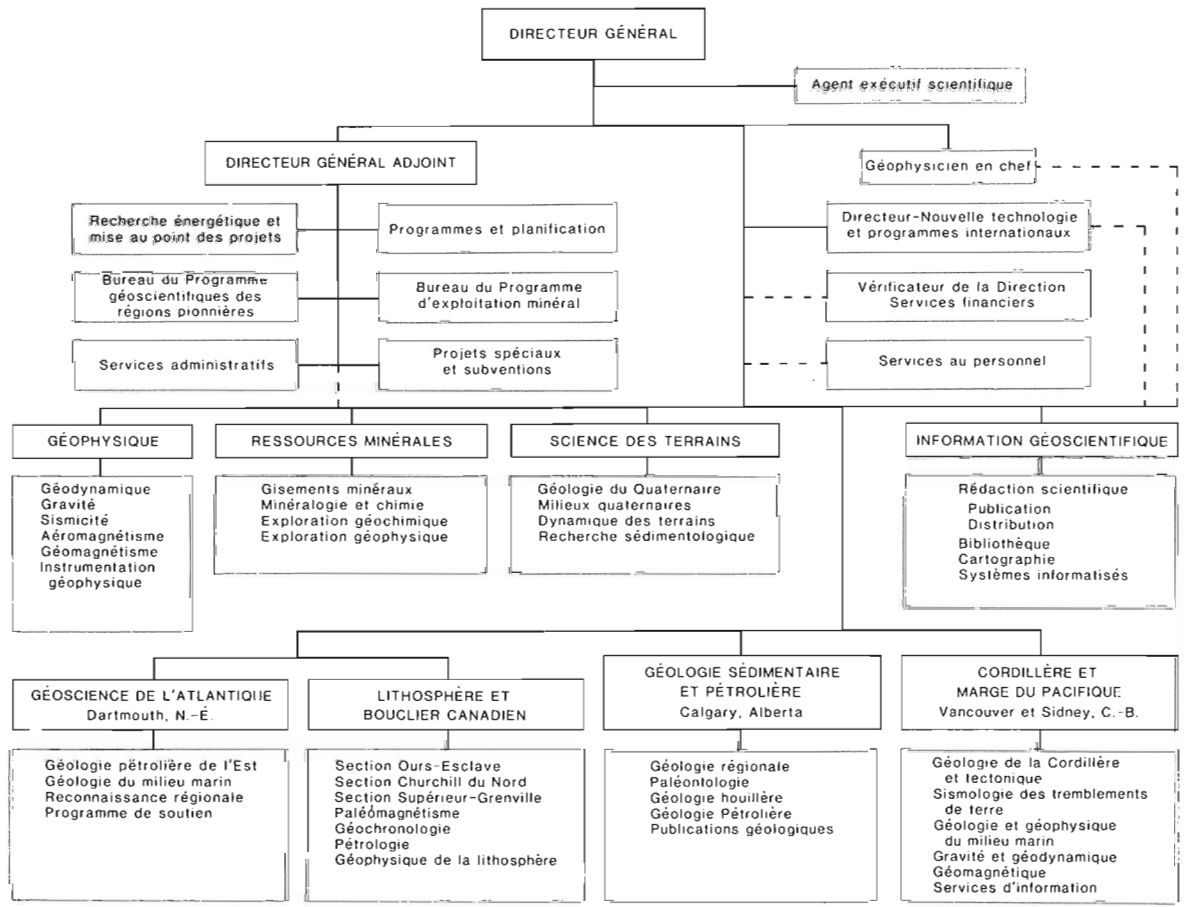 DIRECTEUR GÉNÉRAL
Agent exécutif scientifique
DIRECTEUR GÉNÉRAL ADJOINT
Géophysicien en chef
Recherche énergétique et
mise au point des projets
Programmes et planification
Directeur-Nouvelle technologie
et programmes internationaux
Bureau du Programme
géoscientifiques des
régions pionnières
Bureau du Programme
d'exploitation minéral
Vérificateur de la Direction
Services financiers
Services administratifs
Projets spéciaux
et subventions
Services au personnel
GÉOPHYSIQUE
Géodynamique
Gravité
Sismicité
Aéromagnétisme
Géomagnétisme
Instrumentation
géophysique
RESSOURCES MINÉRALES
Gisements minéraux
Minéralogie et chimie
Exploration géochimique
Exploration géophysique
SCIENCE DES TERRAINS
Géologie du Quaternaire
Milieux quaternaires
Dynamique des terrains
Recherche sédimentologique
INFORMATION GÉOSCIENTIFIQUE
Rédaction scientifique
Publication
Distribution
Bibliothèque
Cartographie
Systèmes informatisés
GÉOSCIENCE DE L'ATLANTIQUE
Dartmouth, N.-É.
Géologie pétrolière de l'Est
Géologie du milieu marin
Reconnaissance régionale
Programme de soutien
LITHOSPHÈRE ET
BOUCLIER CANADIEN
Section Ours-Esclave
Section Churchill du Nord
Section Supérieur-Grenville
Paléomagnétisme
Géochronologie
Pétrologie
Géophysique de la lithosphère
GÉOLOGIE SÉDIMENTAIRE
ET PÉTROLIÈRE
Calgary, Alberta
Géologie régionale
Paléontologie
Géologie houillère
Géologie Pétrolière
Publications géologiques
CORDILLÈRE ET
MARGE DU PACIFIQUE
Vancouver et Sidney, C.-B.
Géologie de la Cordillère
et tectonique
Sismologie des tremblements
de terre
Géologie et géophysique
du milieu marin
Gravité et géodynamique
Géomagnétique
Services d'information